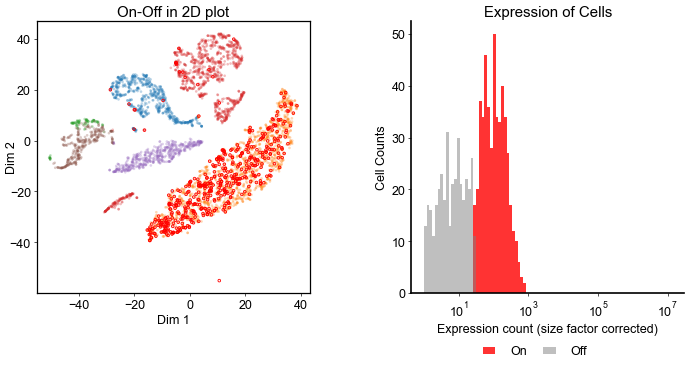 On-Off in 2D plot
Dim 2
40
20
0
−20
−40
−40 −20 0 20 40
Dim 1
Expression of Cells
Cell Counts
50
40
30
20
10
0
10^1 10^3 10^5 10^7
Expression count (size factor corrected)
On Off